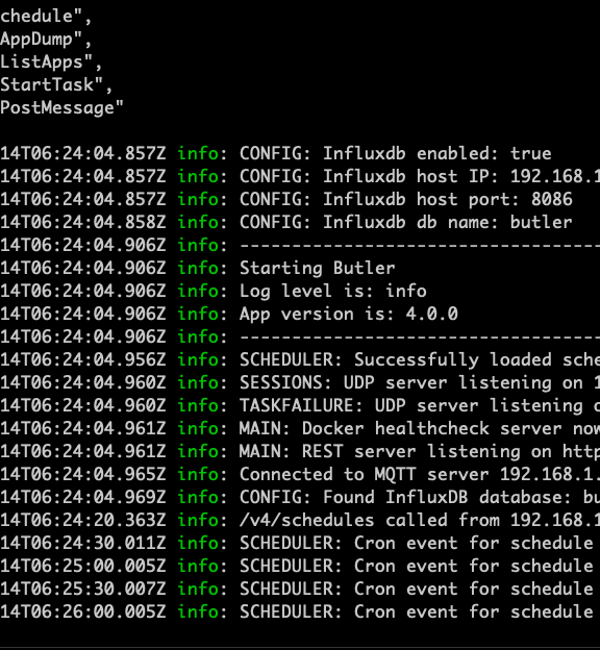 chedule",
AppDump",
ListApps",
StartTask",
PostMessage"
14T06:24:04.857Z info: CONFIG: Influxdb enabled: true
14T06:24:04.857Z info: CONFIG: Influxdb host IP: 192.168.1
14T06:24:04.857Z info: CONFIG: Influxdb host port: 8086
14T06:24:04.858Z info: CONFIG: Influxdb db name: butler
14T06:24:04.906Z info: -----------------------------------
14T06:24:04.906Z info: Starting Butler
14T06:24:04.906Z info: Log level is: info
14T06:24:04.906Z info: App version is: 4.0.0
14T06:24:04.906Z info: -----------------------------------
14T06:24:04.956Z info: SCHEDULER: Successfully loaded sche
14T06:24:04.960Z info: SESSIONS: UDP server listening on 1
14T06:24:04.960Z info: TASKFAILURE: UDP server listening o
14T06:24:04.961Z info: MAIN: Docker healthcheck server now
14T06:24:04.961Z info: MAIN: REST server listening on http
14T06:24:04.965Z info: Connected to MQTT server 192.168.1.
14T06:24:04.969Z info: CONFIG: Found InfluxDB database: bu
14T06:24:20.363Z info: /v4/schedules called from 192.168.1
14T06:24:30.011Z info: SCHEDULER: Cron event for schedule
14T06:25:00.005Z info: SCHEDULER: Cron event for schedule
14T06:25:30.007Z info: SCHEDULER: Cron event for schedule
14T06:26:00.005Z info: SCHEDULER: Cron event for schedule